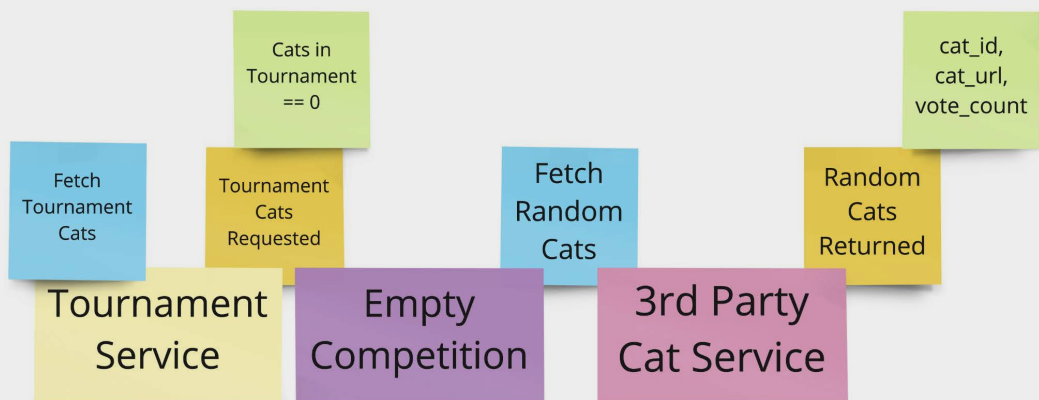 Cats in
Tournament
== 0
cat_id,
cat_url,
vote_count
Fetch
Tournament
Cats
Tournament
Cats
Requested
Fetch
Random
Cats
Random
Cats
Returned
Tournament
Service
Empty
Competition
3rd Party
Cat Service